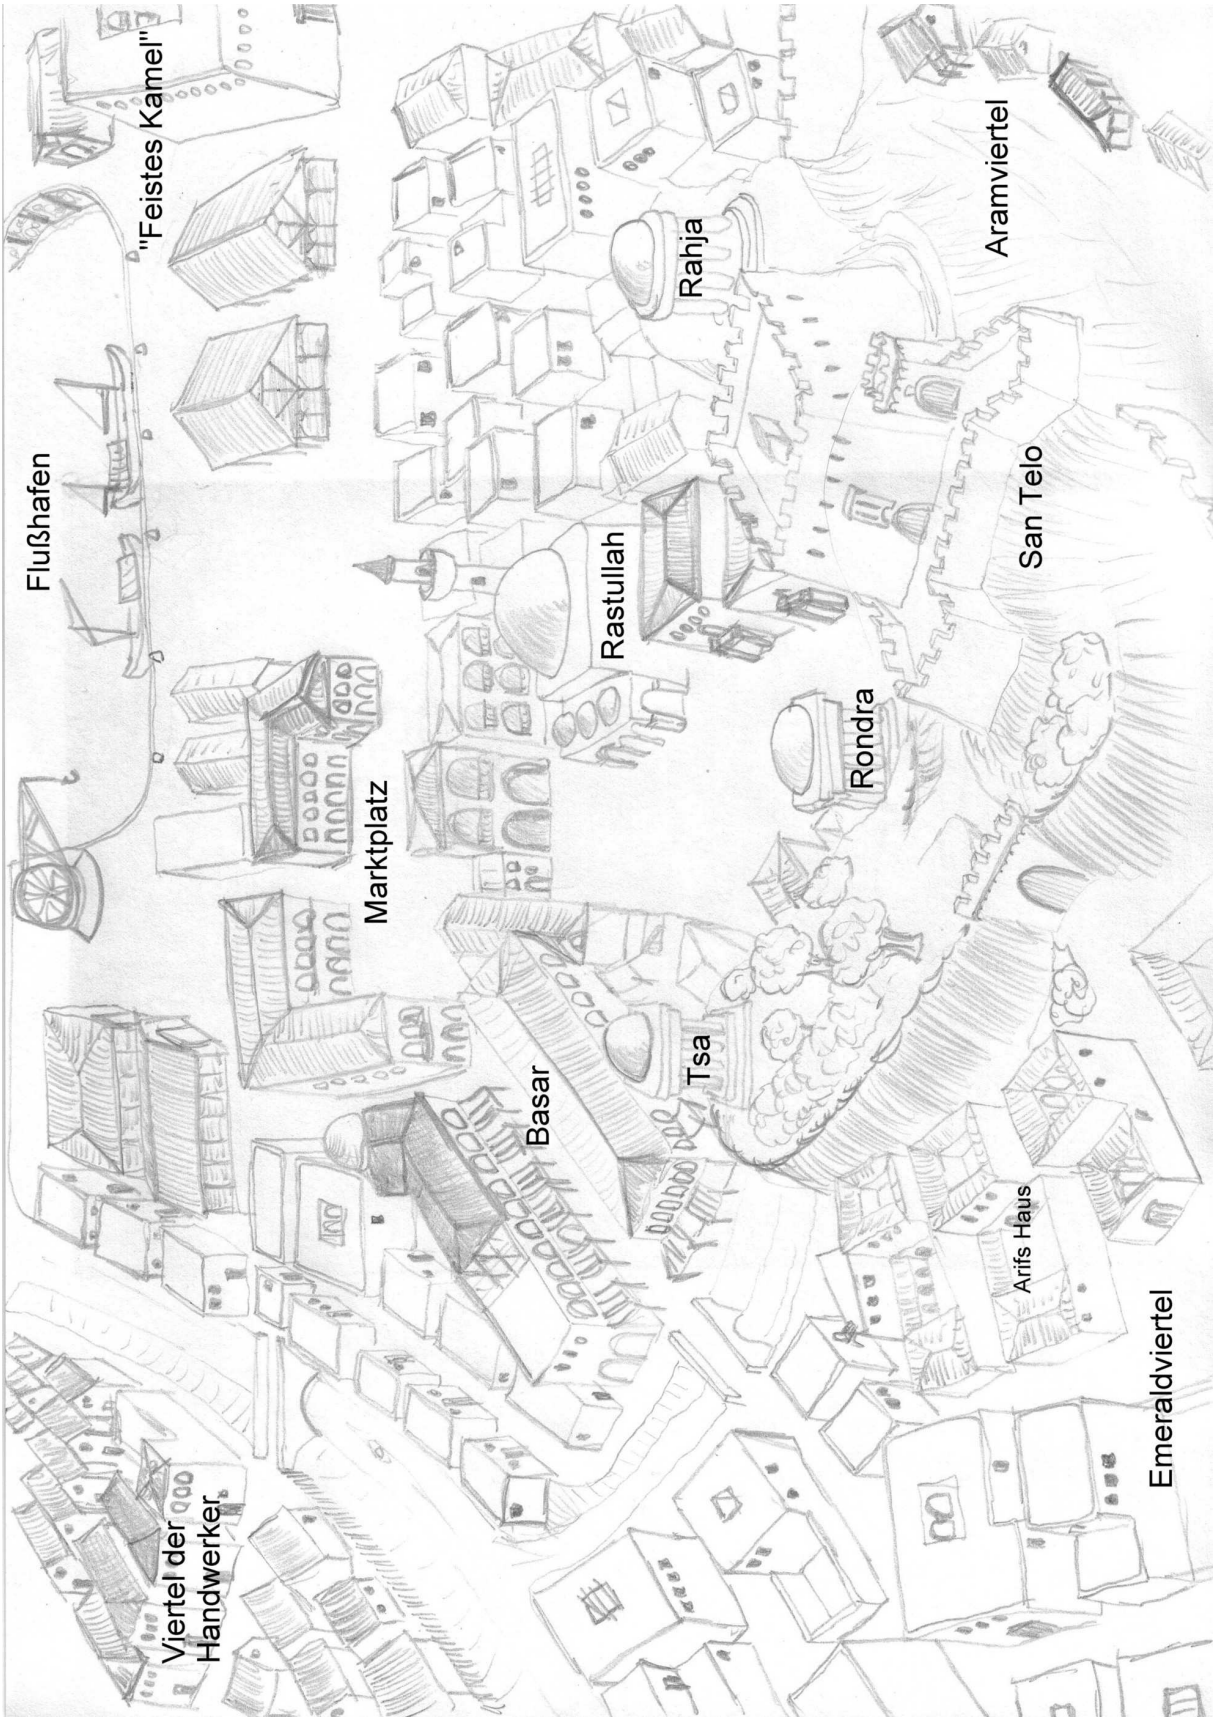 Flußhafen
"Feistes Kamel"
Viertel der
Handwerker
Marktplatz
Basar
Rastullah
Rahja
Tsa
Rondra
Aramviertel
San Telo
Arifs Haus
Emeraldviertel